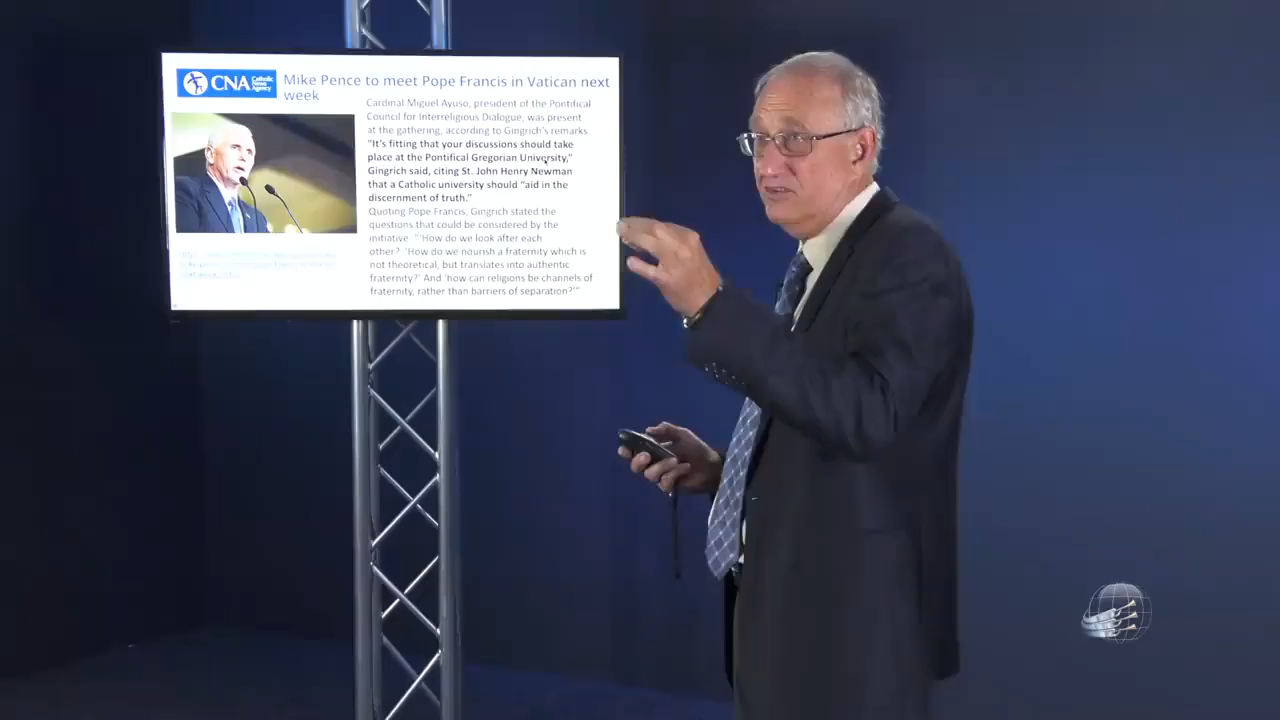 CNA Catholic
News
Agency
Mike Pence to meet Pope Francis in Vatican next
week
Cardinal Miguel Ayuso, president of the Pontifical
Council for Interreligious Dialogue, was present
at the gathering, according to Gingrich's remarks.
"It's fitting that your discussions should take
place at the Pontifical Gregorian University,"
Gingrich said, citing St. John Henry Newman
that a Catholic university should "aid in the
discernment of truth."
Quoting Pope Francis, Gingrich stated the
questions that could be considered by the
initiative. "'How do we look after each
other?' 'How do we nourish a fraternity which is
not theoretical, but translates into authentic
fraternity?' And 'how can religions be channels of
fraternity, rather than barriers of separation?'"